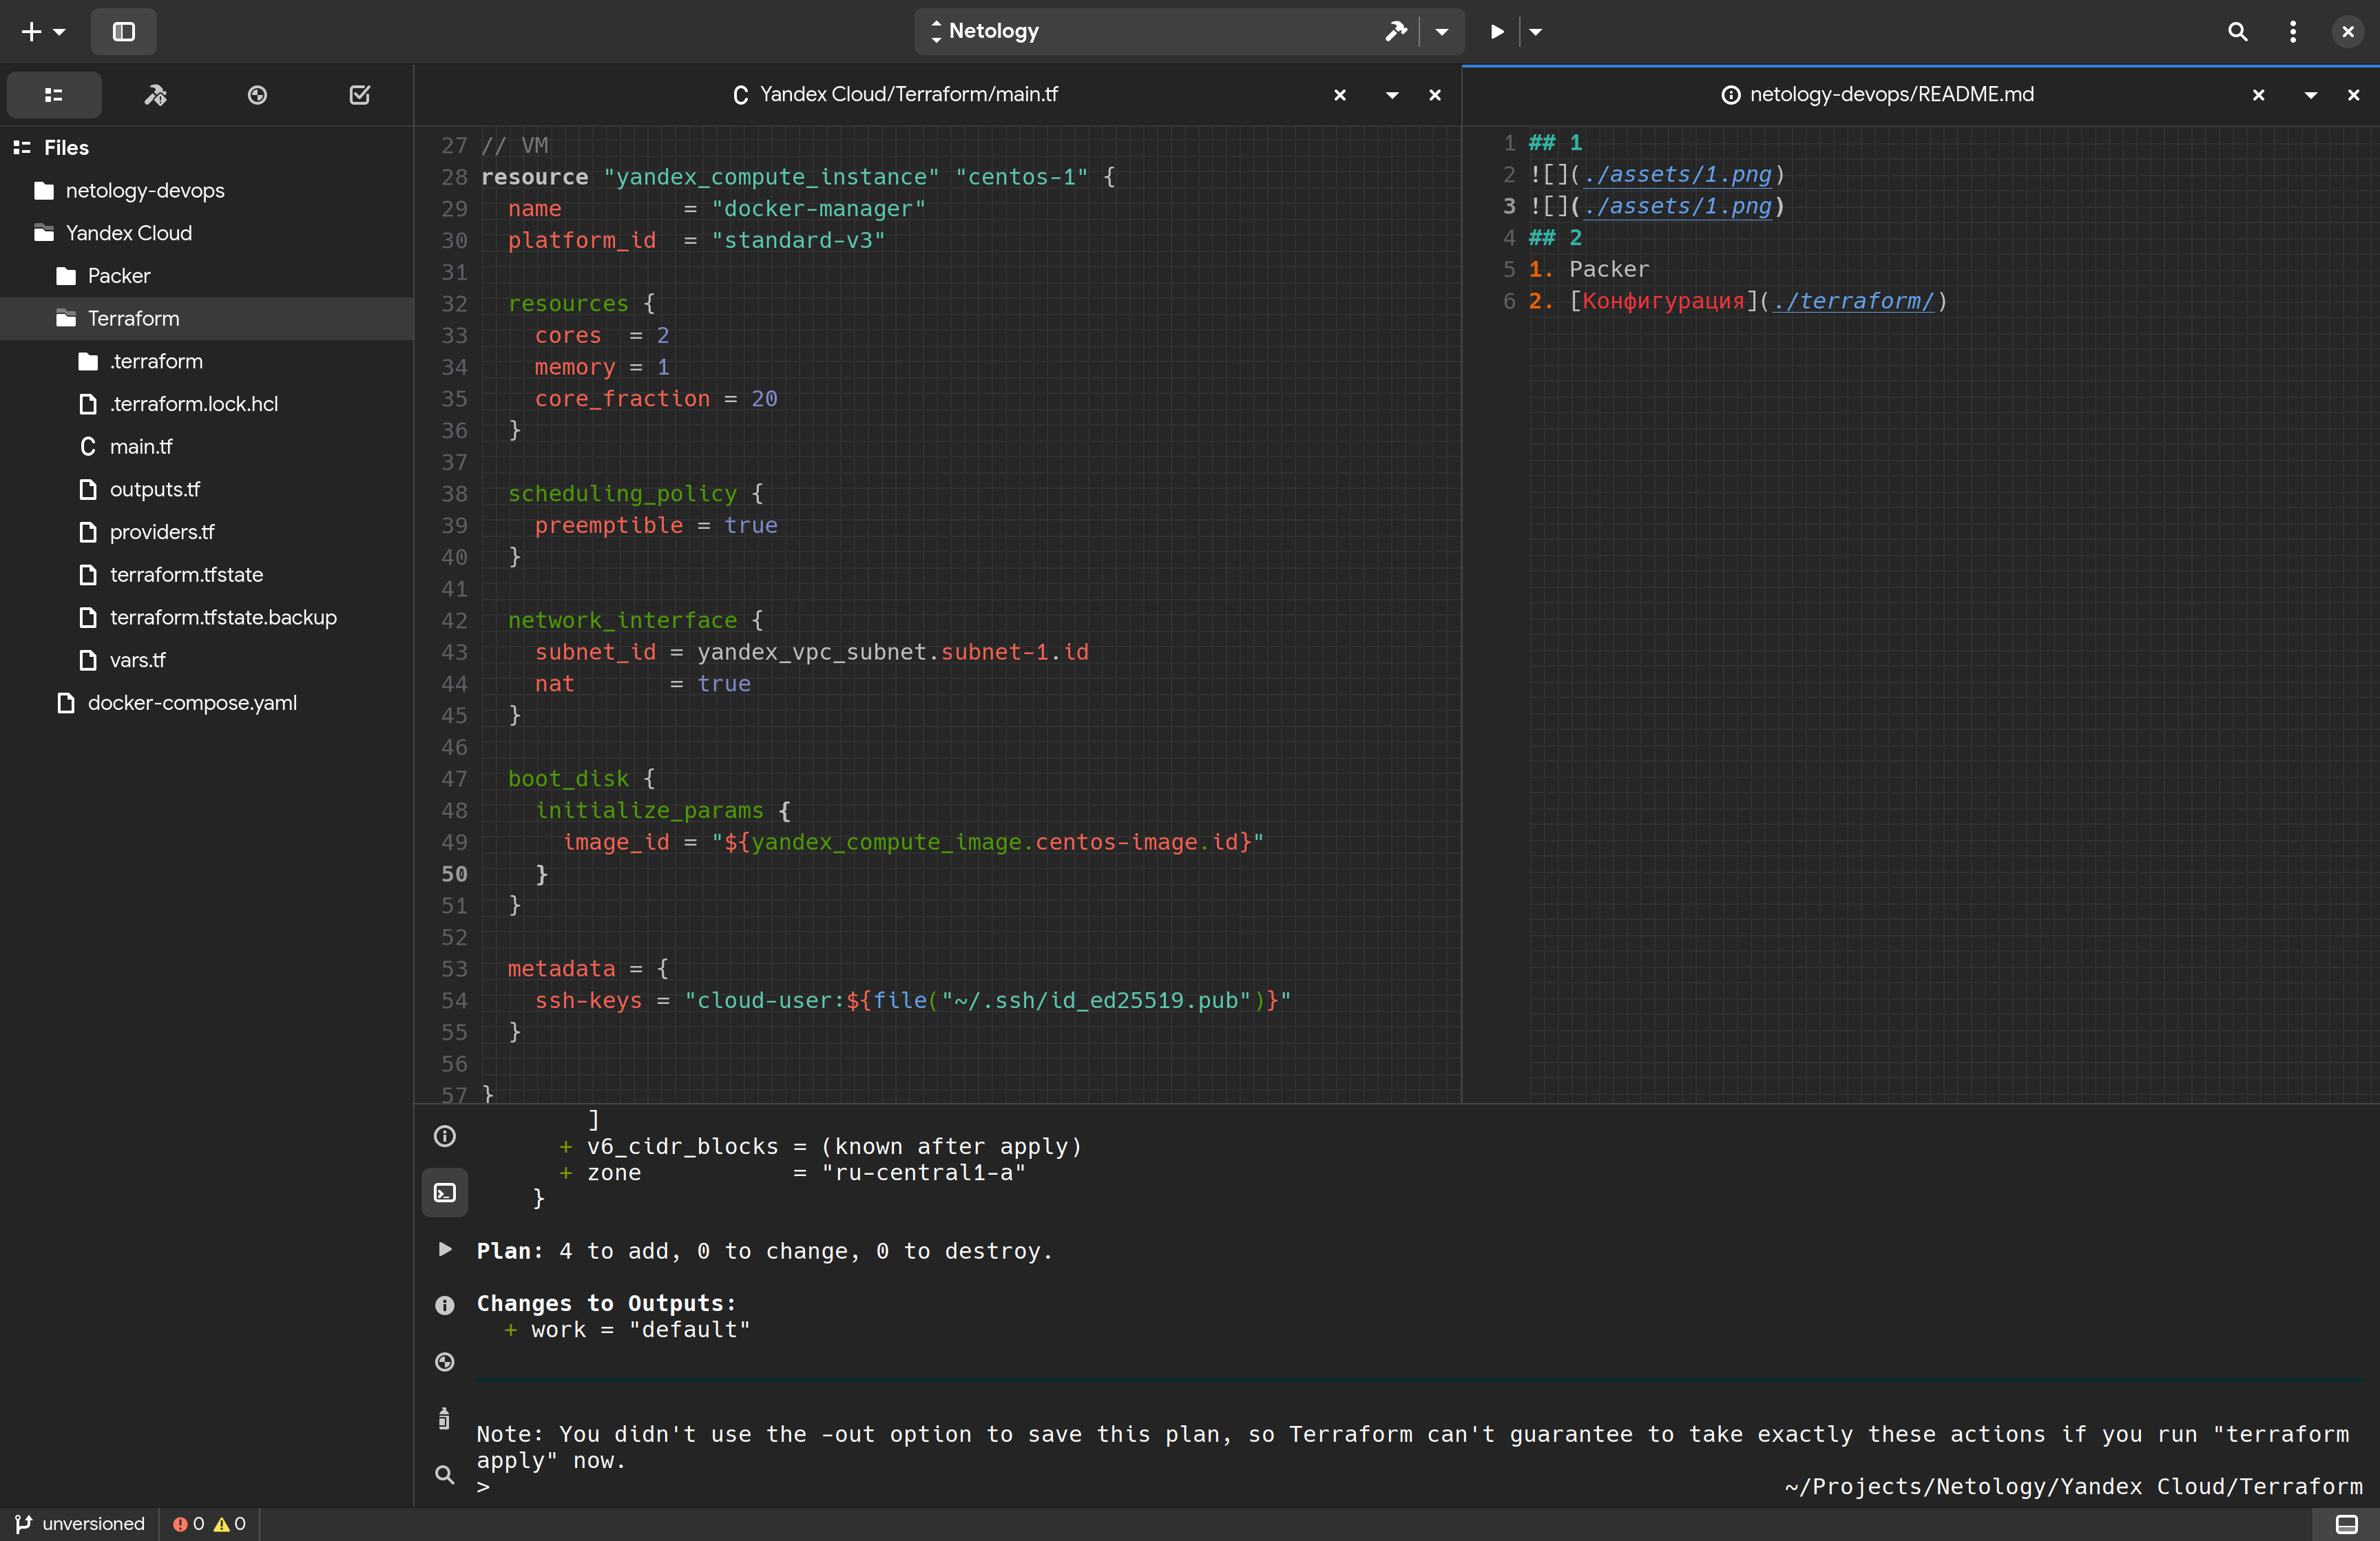 Netology
Files
netology-devops
Yandex Cloud
Packer
Terraform
.terraform
.terraform.lock.hcl
main.tf
outputs.tf
providers.tf
terraform.tfstate
terraform.tfstate.backup
vars.tf
docker-compose.yaml
C Yandex Cloud/Terraform/main.tf
27 // VM
28 resource "yandex_compute_instance" "centos-1" {
29   name         = "docker-manager"
30   platform_id  = "standard-v3"
31
32   resources {
33     cores  = 2
34     memory = 1
35     core_fraction = 20
36   }
37
38   scheduling_policy {
39     preemptible = true
40   }
41
42   network_interface {
43     subnet_id = yandex_vpc_subnet.subnet-1.id
44     nat       = true
45   }
46
47   boot_disk {
48     initialize_params {
49       image_id = "${yandex_compute_image.centos-image.id}"
50     }
51   }
52
53   metadata = {
54     ssh-keys = "cloud-user:${file("~/.ssh/id_ed25519.pub")}"
55   }
56
57 }
netology-devops/README.md
1 ## 1
2 ![](./assets/1.png)
3 ![](./assets/1.png)
4 ## 2
5 1. Packer
6 2. [Конфигурация](./terraform/)
        ]
      + v6_cidr_blocks = (known after apply)
      + zone           = "ru-central1-a"
    }
Plan: 4 to add, 0 to change, 0 to destroy.
Changes to Outputs:
  + work = "default"
Note: You didn't use the -out option to save this plan, so Terraform can't guarantee to take exactly these actions if you run "terraform
apply" now.
> ~/Projects/Netology/Yandex Cloud/Terraform
unversioned 0 0